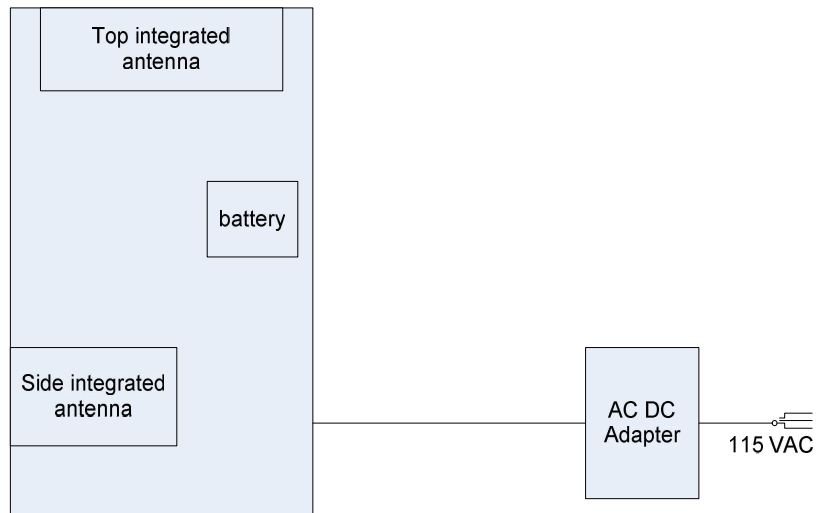 Top integrated
antenna
battery
Side integrated
antenna
AC DC
Adapter
115 VAC